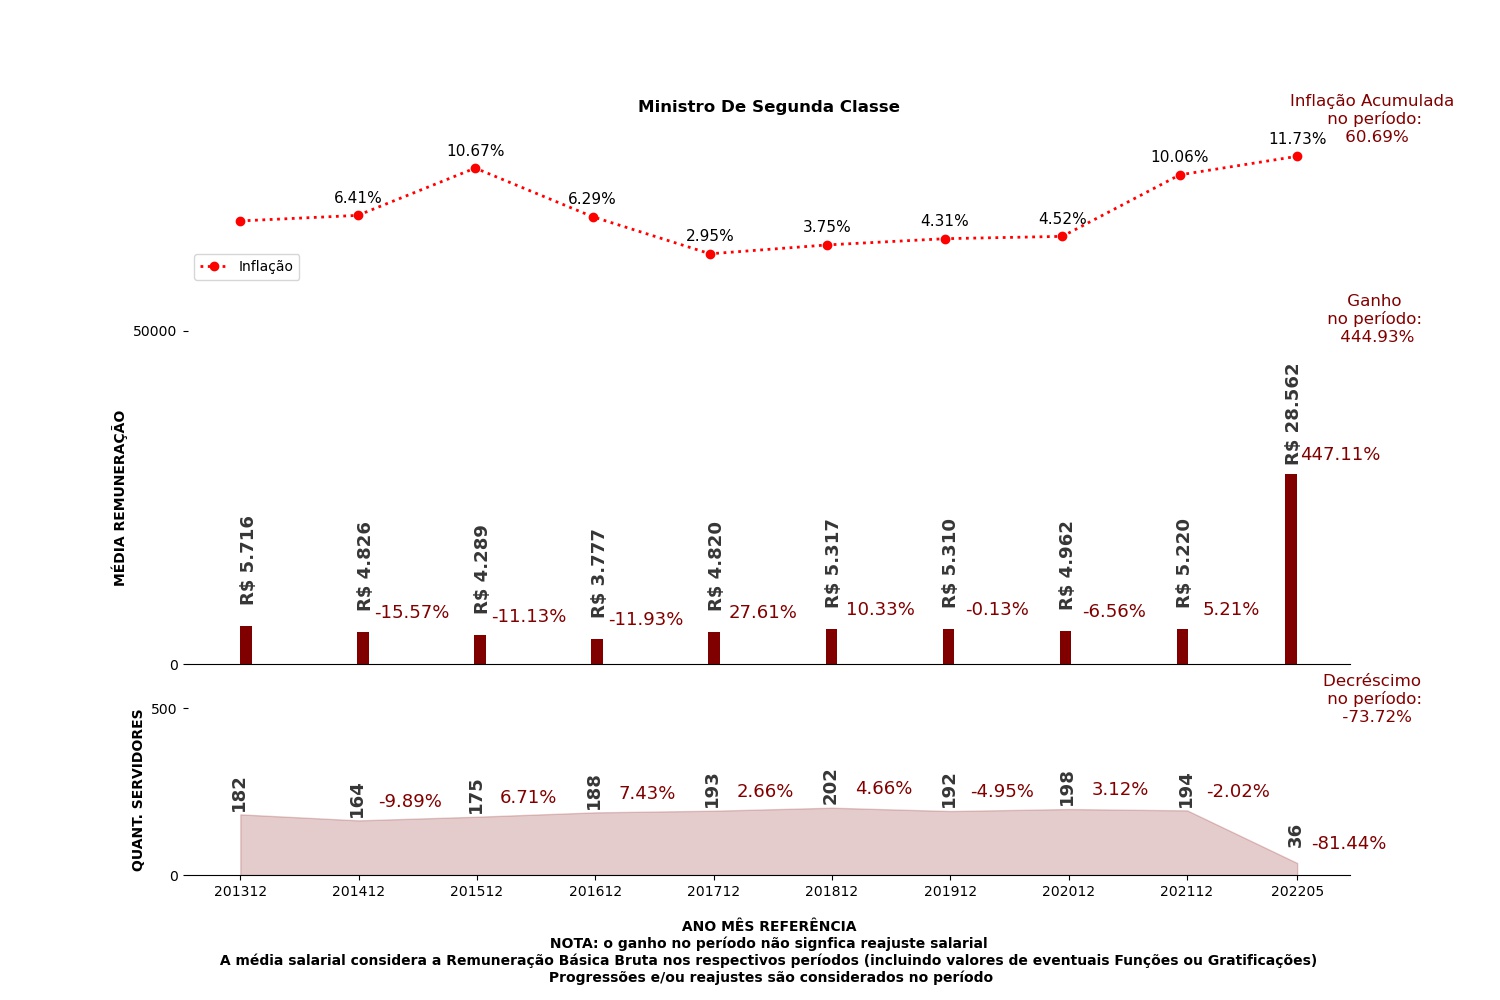 Ministro De Segunda Classe
Inflação Acumulada
no período:
60.69%
6.41%
10.67%
6.29%
2.95%
3.75%
4.31%
4.52%
10.06%
11.73%
Inflação
Ganho
no período:
444.93%
MÉDIA REMUNERAÇÃO
50000
0
R$ 5.716
R$ 4.826
R$ 4.289
R$ 3.777
R$ 4.820
R$ 5.317
R$ 5.310
R$ 4.962
R$ 5.220
R$ 28.562
-15.57%
-11.13%
-11.93%
27.61%
10.33%
-0.13%
-6.56%
5.21%
447.11%
Decréscimo
no período:
-73.72%
QUANT. SERVIDORES
500
0
182
164
175
188
193
202
192
198
194
36
-9.89%
6.71%
7.43%
2.66%
4.66%
-4.95%
3.12%
-2.02%
-81.44%
201312
201412
201512
201612
201712
201812
201912
202012
202112
202205
ANO MÊS REFERÊNCIA
NOTA: o ganho no período não signfica reajuste salarial
A média salarial considera a Remuneração Básica Bruta nos respectivos períodos (incluindo valores de eventuais Funções ou Gratificações)
Progressões e/ou reajustes são considerados no período